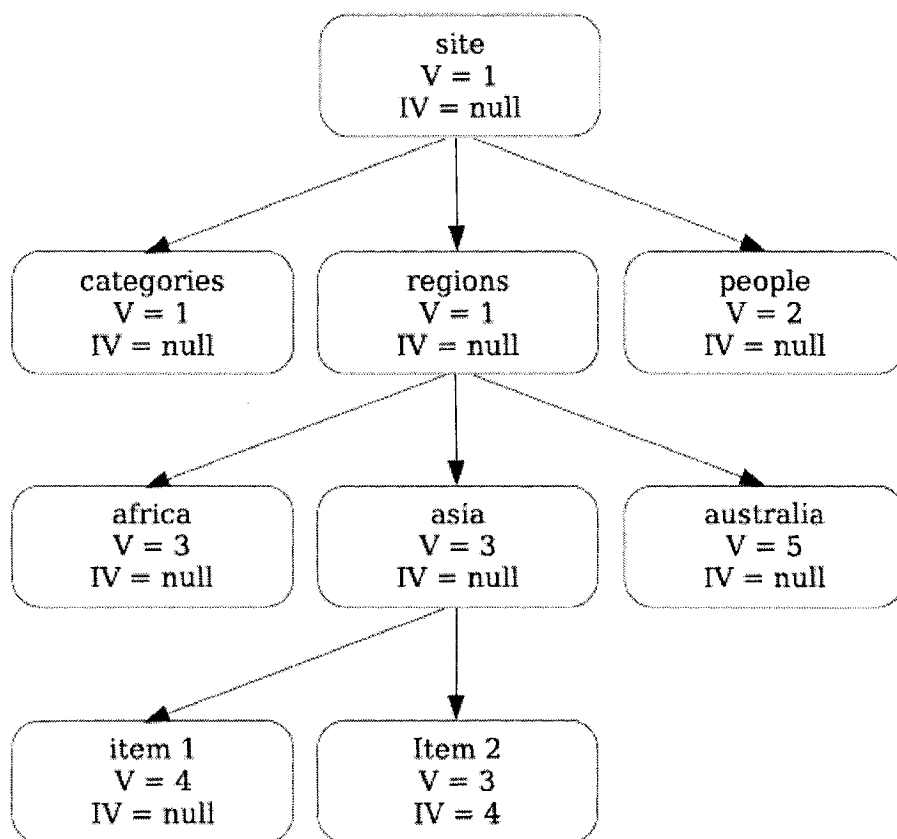 site
V = 1
IV = null
categories
V = 1
IV = null
regions
V = 1
IV = null
people
V = 2
IV = null
africa
V = 3
IV = null
asia
V = 3
IV = null
australia
V = 5
IV = null
item 1
V = 4
IV = null
Item 2
V = 3
IV = 4